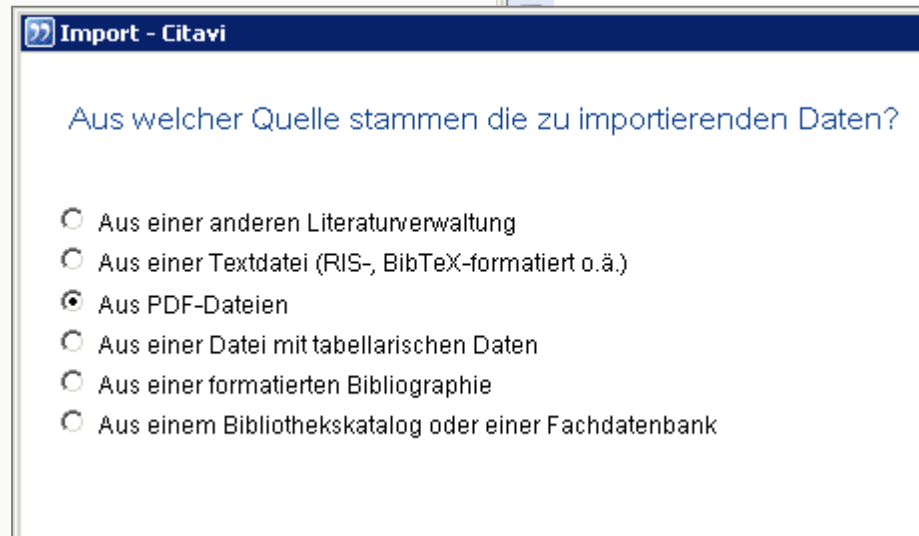 Import - Citavi
Aus welcher Quelle stammen die zu importierenden Daten?
Aus einer anderen Literaturverwaltung
Aus einer Textdatei (RIS-, BibTeX-formatiert o.ä.)
Aus PDF-Dateien
Aus einer Datei mit tabellarischen Daten
Aus einer formatierten Bibliographie
Aus einem Bibliothekskatalog oder einer Fachdatenbank